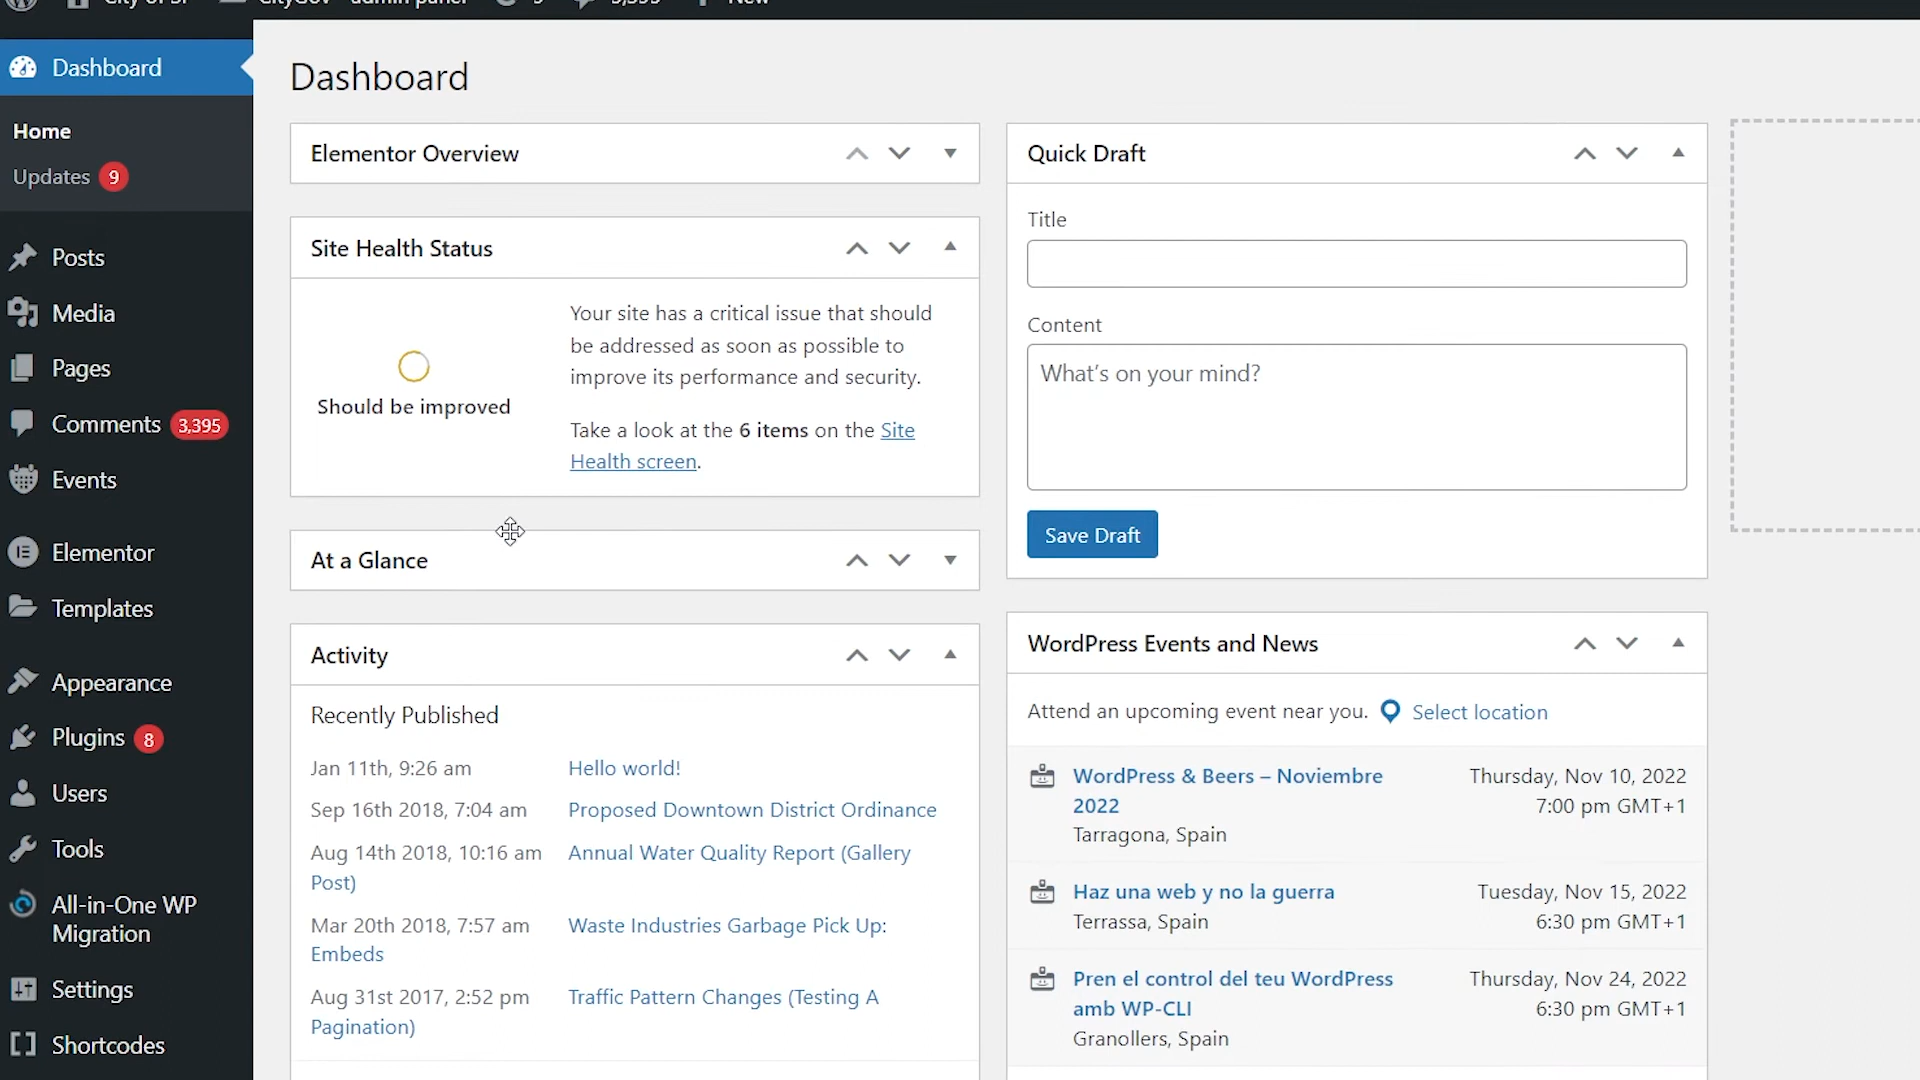 New
Dashboard
Home
Updates 9
Posts
Media
Pages
Comments 3,395
Events
Elementor
Templates
Appearance
Plugins 8
Users
Tools
All-in-One WP
Migration
Settings
Shortcodes
Dashboard
Elementor Overview
Site Health Status
Should be improved
Your site has a critical issue that should
be addressed as soon as possible to
improve its performance and security.
Take a look at the 6 items on the Site
Health screen.
At a Glance
Activity
Recently Published
Jan 11th, 9:26 am Hello world!
Sep 16th 2018, 7:04 am Proposed Downtown District Ordinance
Aug 14th 2018, 10:16 am Annual Water Quality Report (Gallery
Post)
Mar 20th 2018, 7:57 am Waste Industries Garbage Pick Up:
Embeds
Aug 31st 2017, 2:52 pm Traffic Pattern Changes (Testing A
Pagination)
Quick Draft
Title
Content
What's on your mind?
Save Draft
WordPress Events and News
Attend an upcoming event near you. Select location
WordPress & Beers – Noviembre
2022
Tarragona, Spain
Thursday, Nov 10, 2022
7:00 pm GMT+1
Haz una web y no la guerra
Terrassa, Spain
Tuesday, Nov 15, 2022
6:30 pm GMT+1
Pren el control del teu WordPress
amb WP-CLI
Granollers, Spain
Thursday, Nov 24, 2022
6:30 pm GMT+1